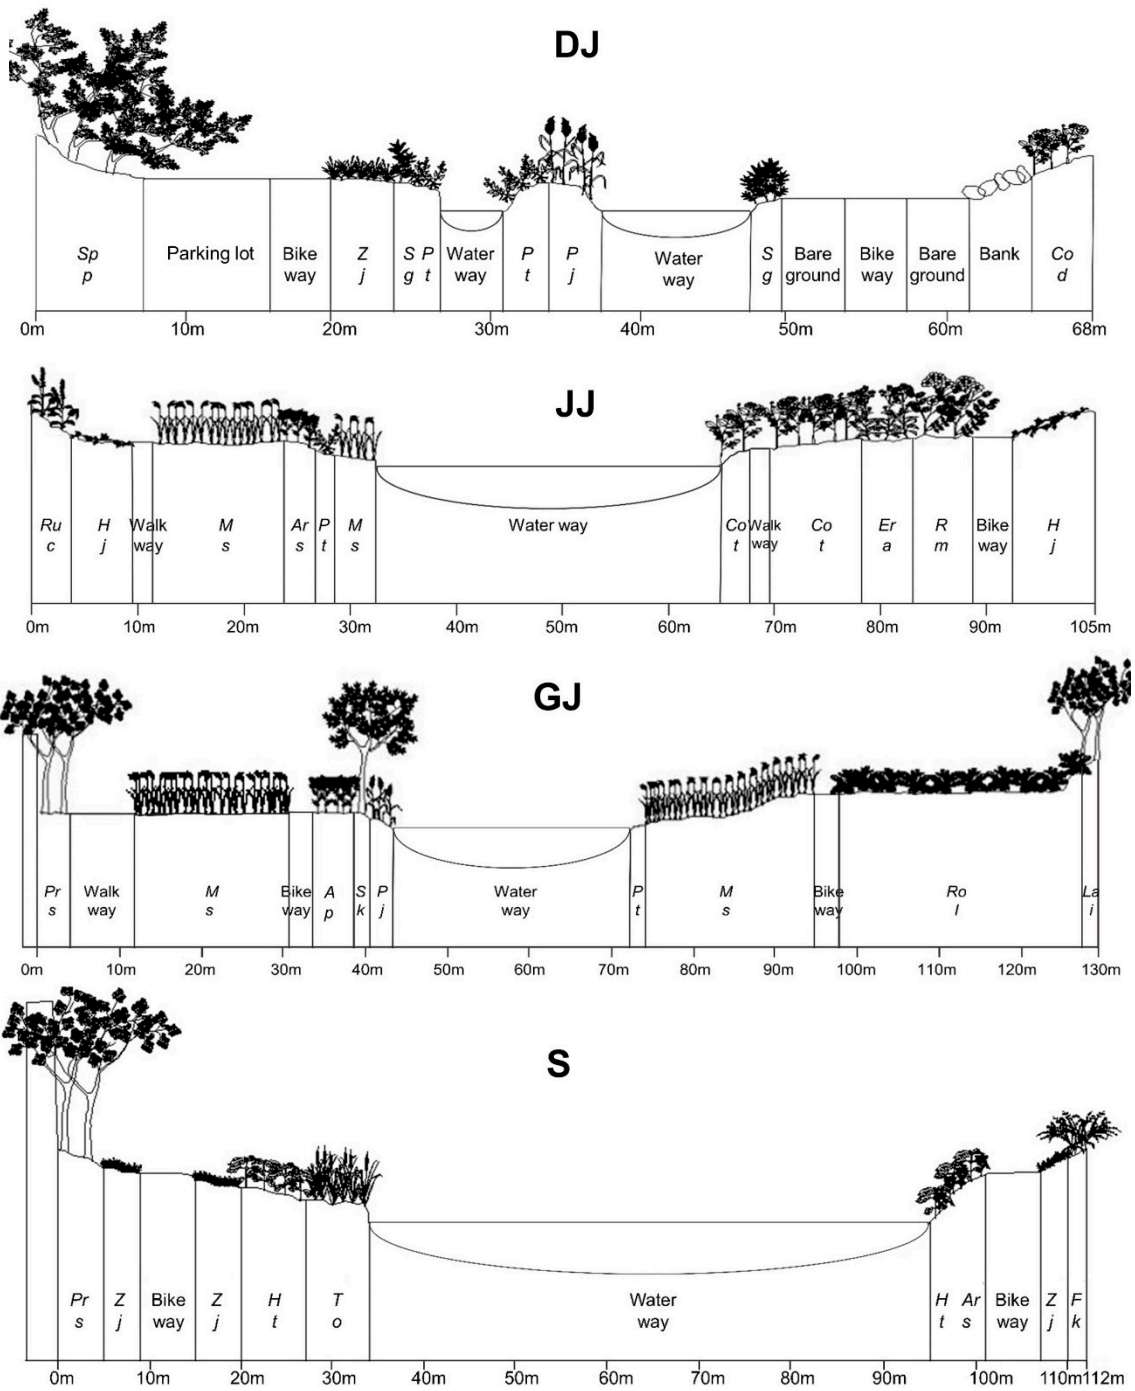 DJ
Sp Parking lot Bike Z S P Water P P Water S Bare Bike Bare Bank Co
p way j g t way t j way g ground way ground d
0m 10m 20m 30m 40m 50m 60m 68m
JJ
Ru H Walk M Ar P M Water way Co Walk Co Er R Bike H
c j way s s t s t way t a m way j
0m 10m 20m 30m 40m 60m 70m 80m 90m 105m
50m
GJ
Pr Walk M Bike A S P Water P M Bike Ro La
s way s way p k j way t s way l i
0m 10m 20m 30m 40m 50m 60m 70m 80m 90m 100m 110m 120m 130m
S
Pr Z Bike Z H T Water H Ar Bike Z F
s j way j t o way t s way j k
0m 10m 20m 30m 40m 50m 60m 70m 80m 90m 100m 110m 112m